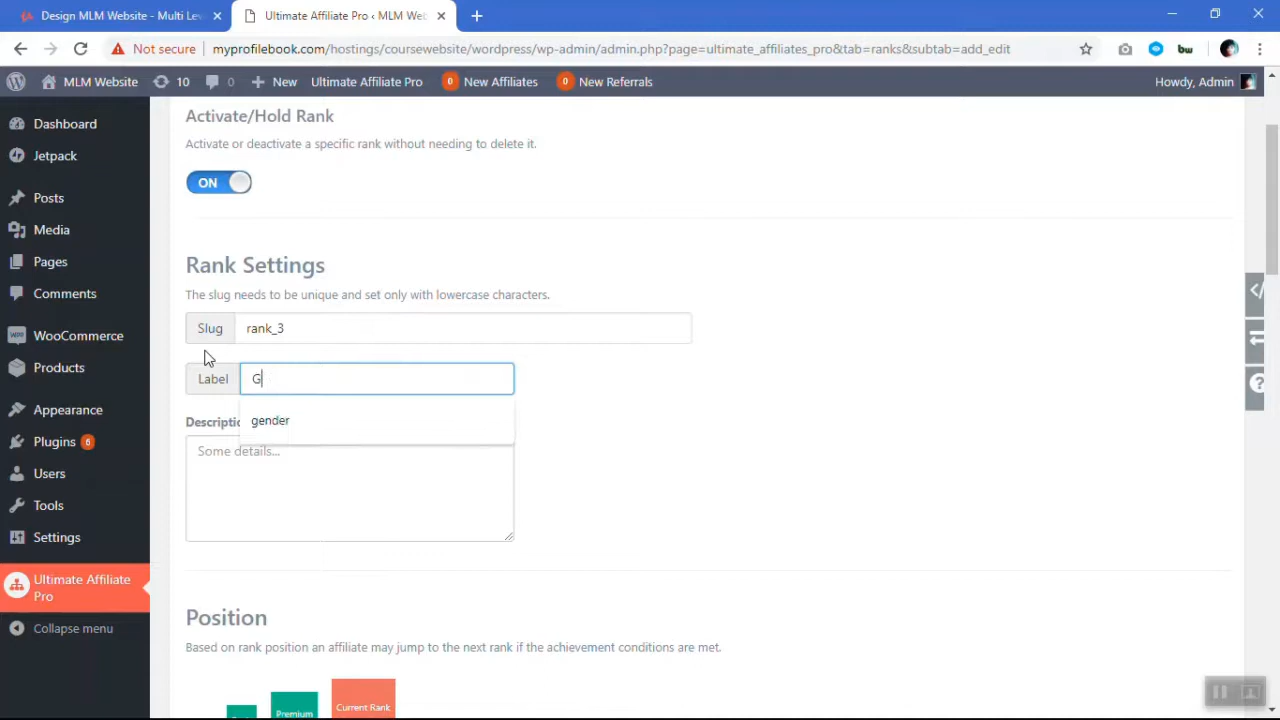 Design MLM Website - Multi Lev
Ultimate Affiliate Pro ‹ MLM Web
Not secure
myprofilebook.com/hostings/coursewebsite/wordpress/wp-admin/admin.php?page=ultimate_affiliates_pro&tab=ranks&subtab=add_edit
bw
MLM Website
10
0
New
Ultimate Affiliate Pro
0
New Affiliates
0
New Referrals
Howdy, Admin
Dashboard
Jetpack
Posts
Media
Pages
Comments
WooCommerce
Products
Appearance
Plugins 6
Users
Tools
Settings
Ultimate Affiliate
Pro
Collapse menu
Activate/Hold Rank
Activate or deactivate a specific rank without needing to delete it.
ON
Rank Settings
The slug needs to be unique and set only with lowercase characters.
Slug rank_3
Label G
gender
Descriptio
Some details...
Position
Based on rank position an affiliate may jump to the next rank if the achievement conditions are met.
Premium
Current Rank